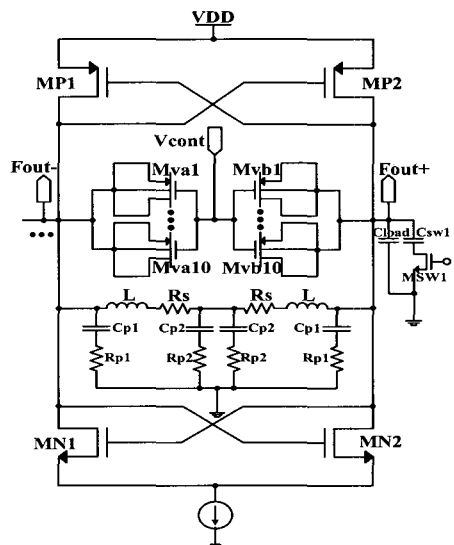 VDD
MP1
MP2
Vcont
Fout-
Mva1
Mvb1
Fout+
Cload
Csw1
Mva10
Mvb10
MSW1
L
Rs
Rs
L
Cp1
Cp2
Cp2
Cp1
Rp1
Rp2
Rp2
Rp1
MN1
MN2